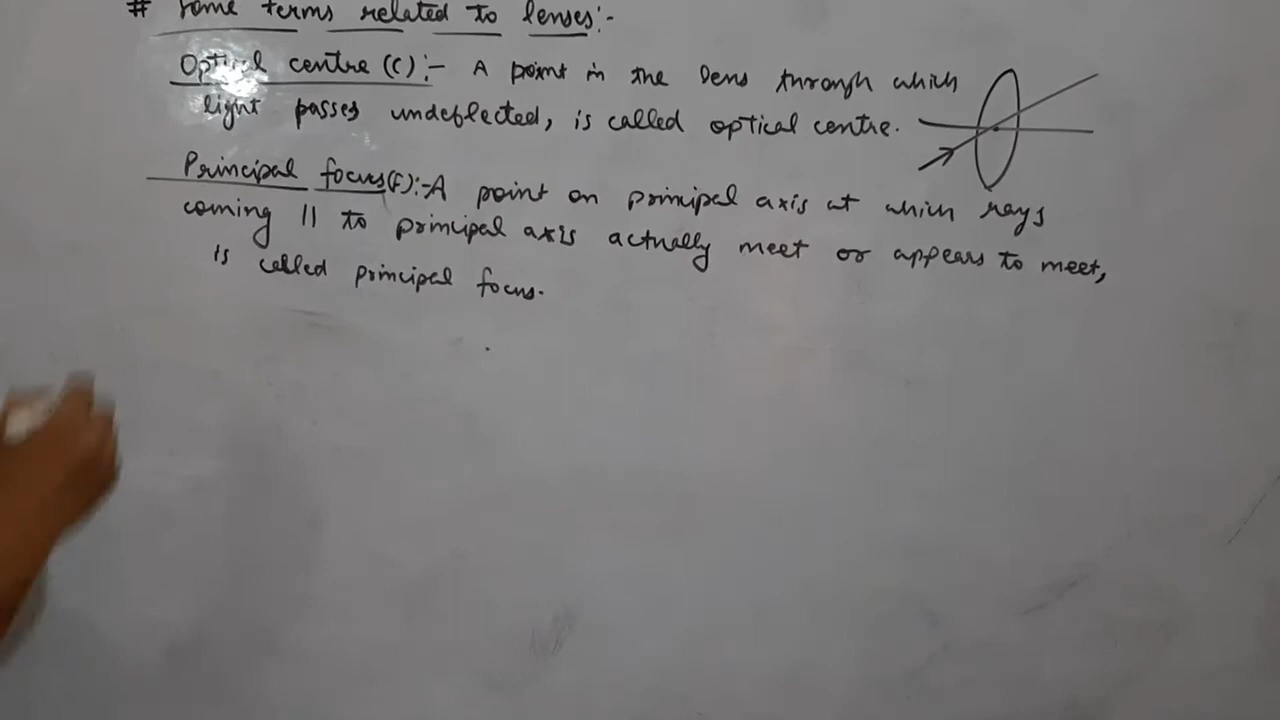 # Some terms related to lenses:-
Optical centre (C):- A point in the lens through which
light passes undeflected, is called optical centre.
Principal focus(F):-A point on principal axis at which rays
coming || to principal axis actually meet or appears to meet,
is called principal focus.